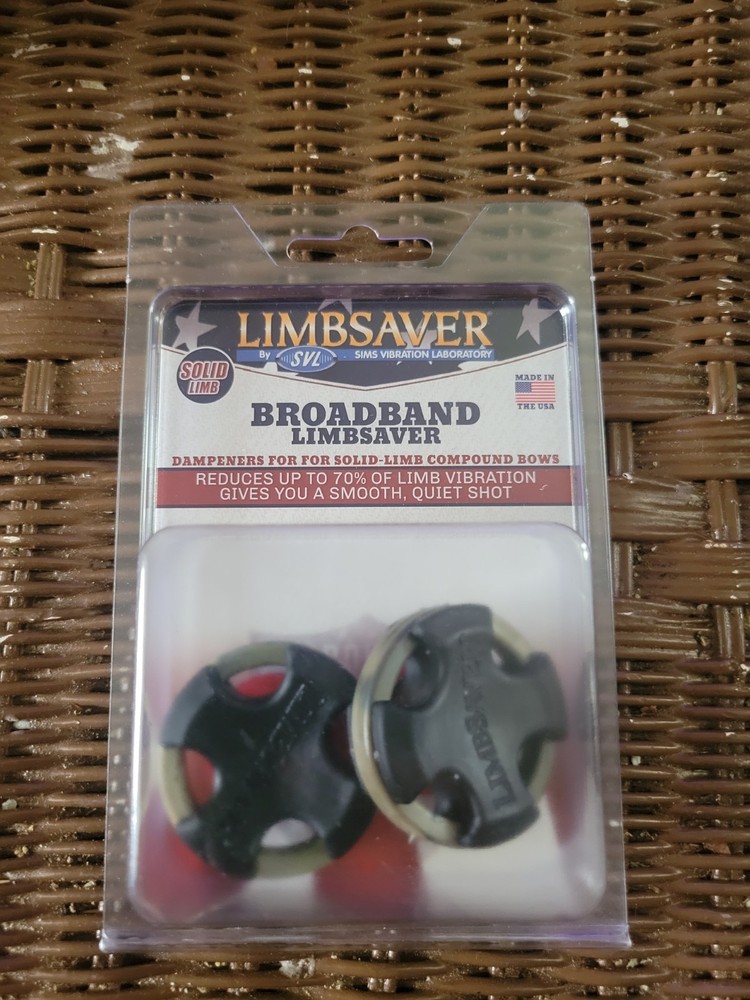 LIMBSAVER®
By SVL SIMS VIBRATION LABORATORY
SOLID
LIMB
MADE IN
THE USA
BROADBAND
LIMBSAVER
DAMPENERS FOR FOR SOLID-LIMB COMPOUND BOWS
REDUCES UP TO 70% OF LIMB VIBRATION
GIVES YOU A SMOOTH, QUIET SHOT